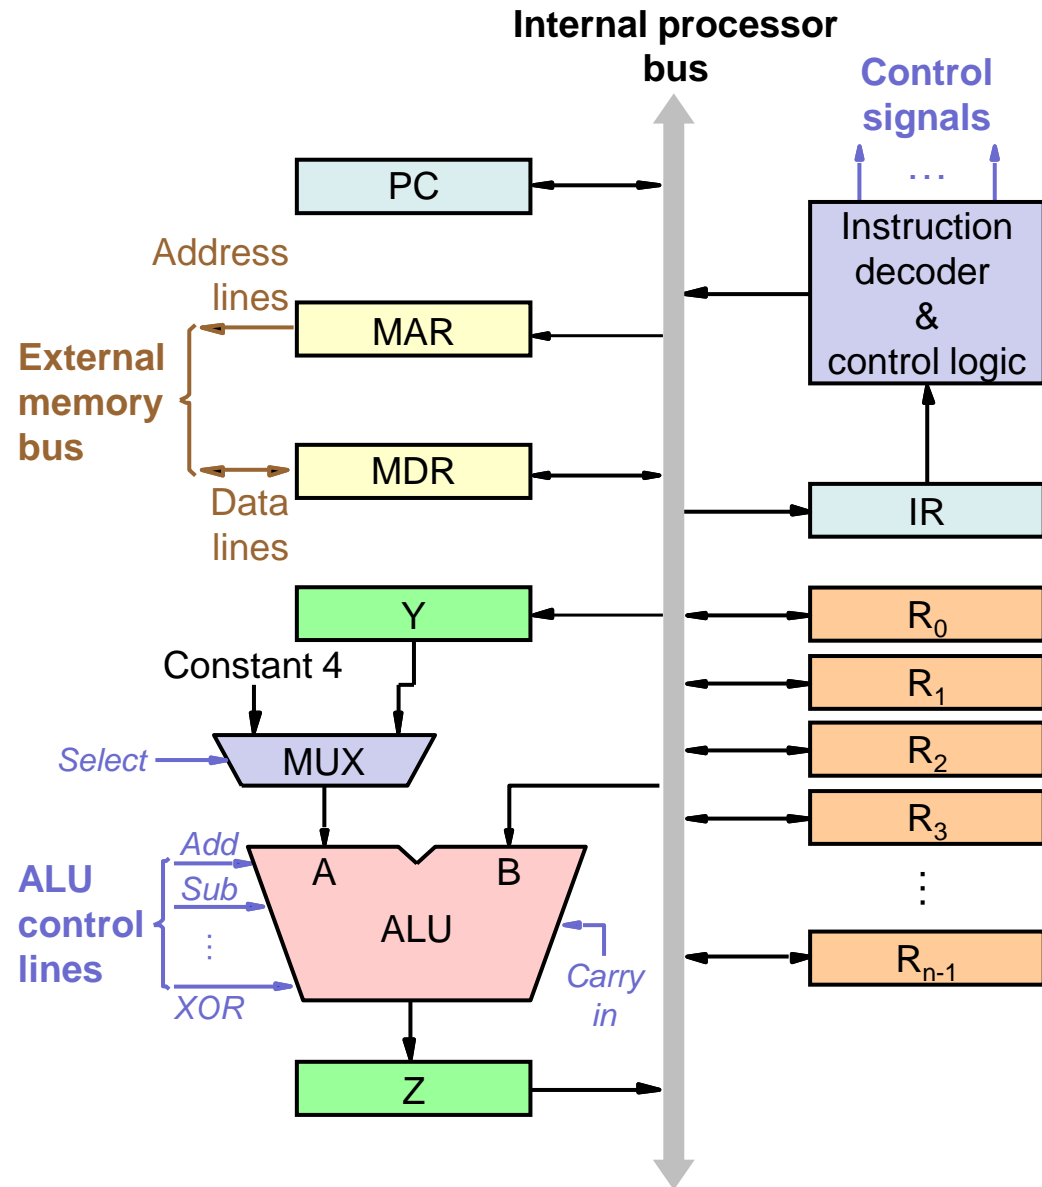 Internal processor
bus
Control
signals
...
PC
Instruction
decoder
&
control logic
Address
lines
MAR
External
memory
bus
MDR
Data
lines
IR
Y
R0
Constant 4
R1
Select
MUX
R2
R3
Add
A
B
ALU
control
lines
Sub
⋮
ALU
⋮
Carry
in
XOR
Rn-1
Z